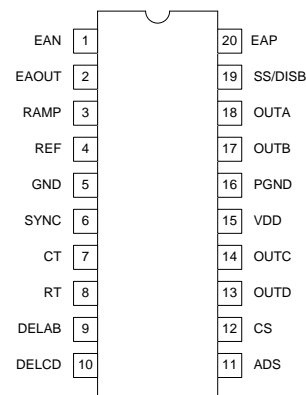 EAN 1 20 EAP
EAOUT 2 19 SS/DISB
RAMP 3 18 OUTA
REF 4 17 OUTB
GND 5 16 PGND
SYNC 6 15 VDD
CT 7 14 OUTC
RT 8 13 OUTD
DELAB 9 12 CS
DELCD 10 11 ADS